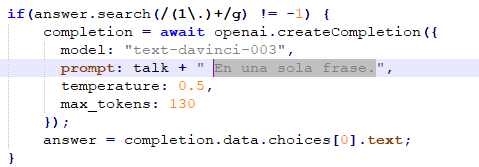 if(answer.search(/(1\.)+/g) != -1) {
completion = await openai.createCompletion({
model: "text-davinci-003",
prompt: talk + " En una sola frase.",
temperature: 0.5,
max_tokens: 130
});
answer = completion.data.choices[0].text;
}